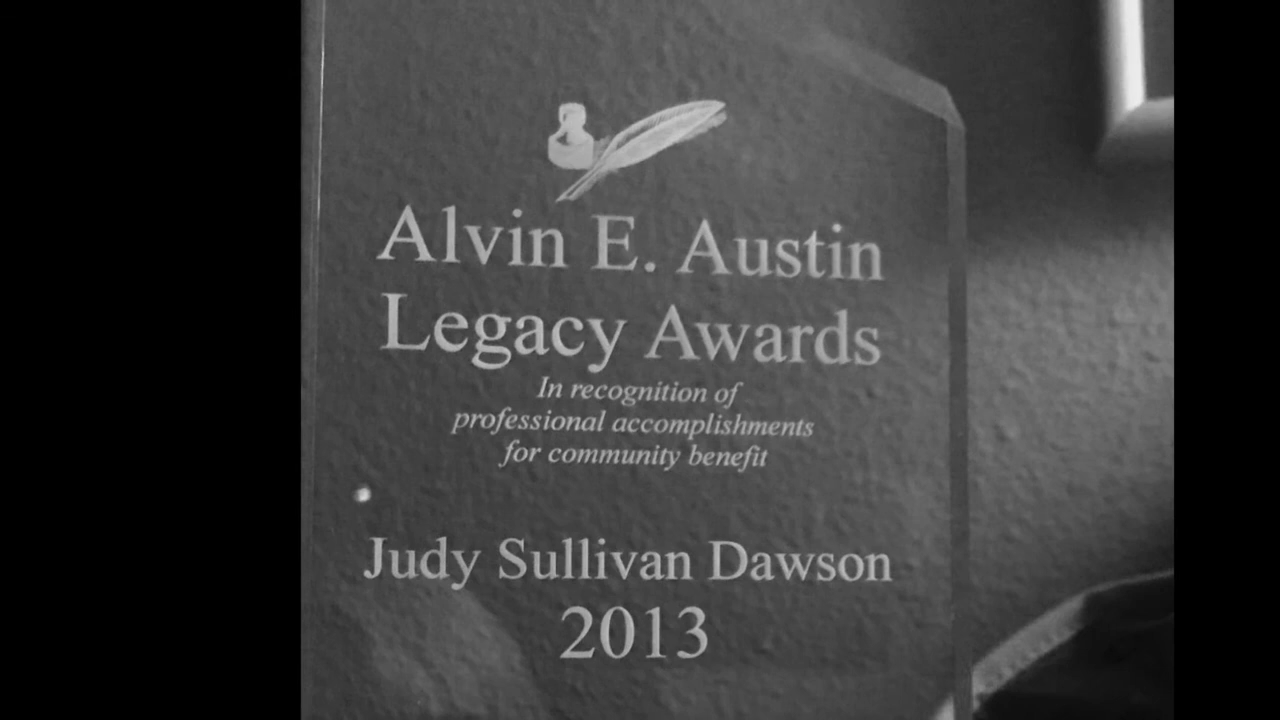 Alvin E. Austin
Legacy Awards
In recognition of
professional accomplishments
for community benefit
Judy Sullivan Dawson
2013